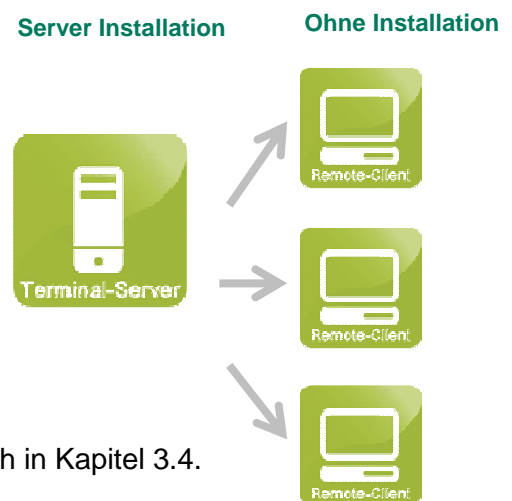 Server Installation
Ohne Installation
Remote-Client
Terminal-Server
Remote-Client
Remote-Client
h in Kapitel 3.4.